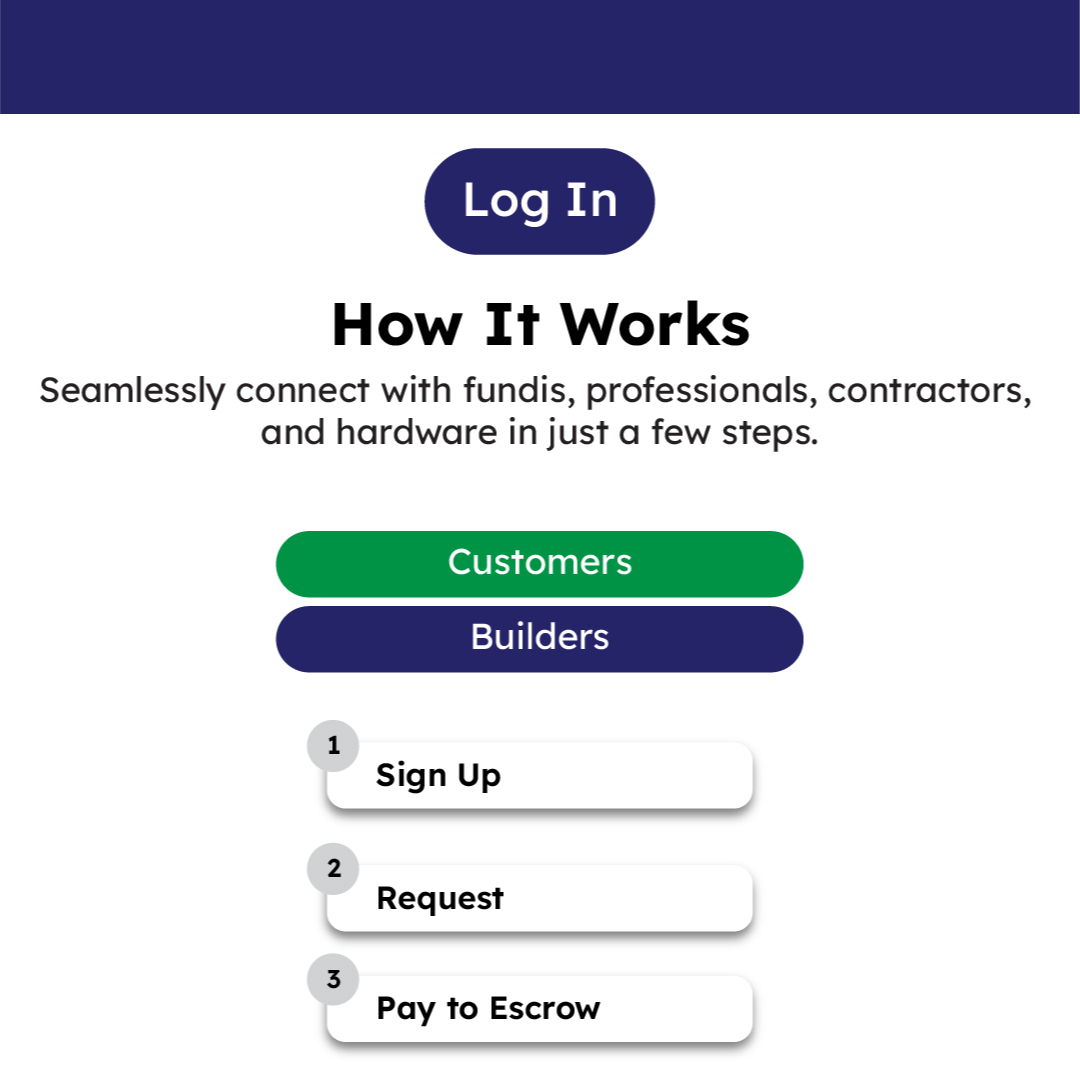 Log In
How It Works
Seamlessly connect with fundis, professionals, contractors,
and hardware in just a few steps.
Customers
Builders
1
Sign Up
2
Request
3
Pay to Escrow